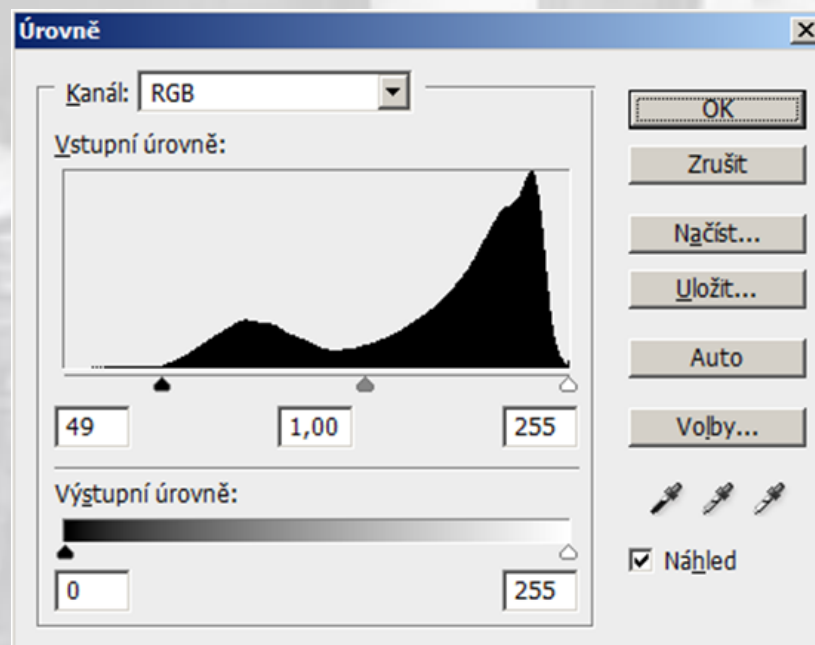 Úrovně
Kanál: RGB
Vstupní úrovně:
49 1,00 255
Výstupní úrovně:
0 255
OK
Zrušit
Načíst...
Uložit...
Auto
Volby...
Náhled